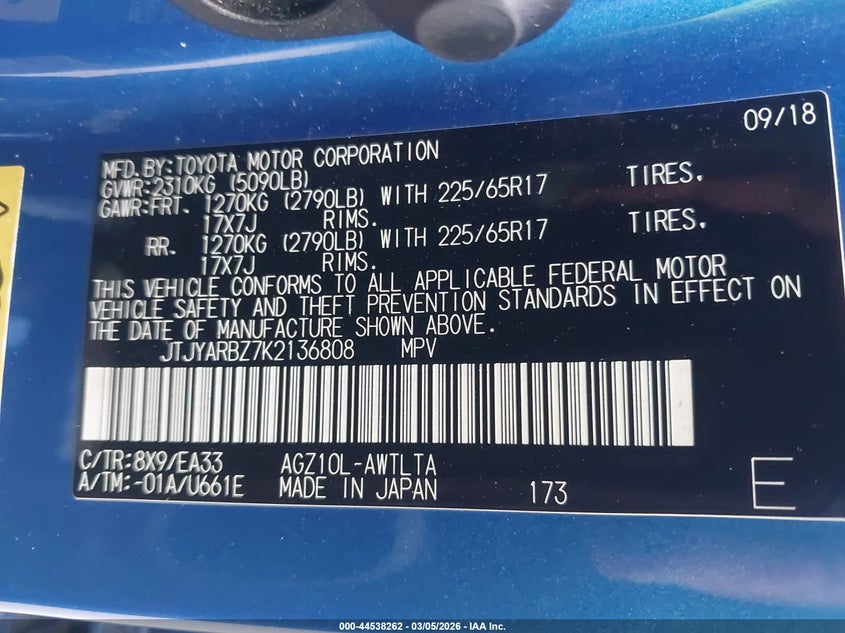 09/18
MFD.BY:TOYOTA MOTOR CORPORATION
GVWR:2310KG (5090LB)
GAWR:FRT. 1270KG (2790LB) WITH 225/65R17 TIRES.
17X7J RIMS.
RR. 1270KG (2790LB) WITH 225/65R17 TIRES.
17X7J RIMS.
THIS VEHICLE CONFORMS TO ALL APPLICABLE FEDERAL MOTOR
VEHICLE SAFETY AND THEFT PREVENTION STANDARDS IN EFFECT ON
THE DATE OF MANUFACTURE SHOWN ABOVE.
JTJYARBZ7K2136808 MPV
C/TR:8X9/EA33 AGZ10L-AWTLTA
A/TM:-01A/U661E MADE IN JAPAN 173 E
000-44538262 - 03/05/2026 - IAA Inc.